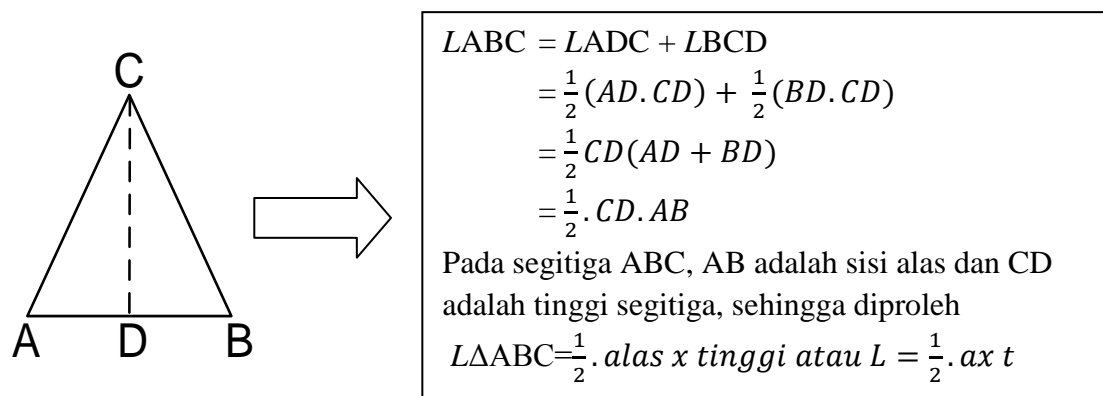 C
A D B
LABC = LADC + LBCD
= 1/2 (AD.CD) + 1/2 (BD.CD)
= 1/2 CD(AD + BD)
= 1/2 . CD. AB
Pada segitiga ABC, AB adalah sisi alas dan CD
adalah tinggi segitiga, sehingga diproleh
LΔABC=1/2 . alas x tinggi atau L = 1/2 . ax t